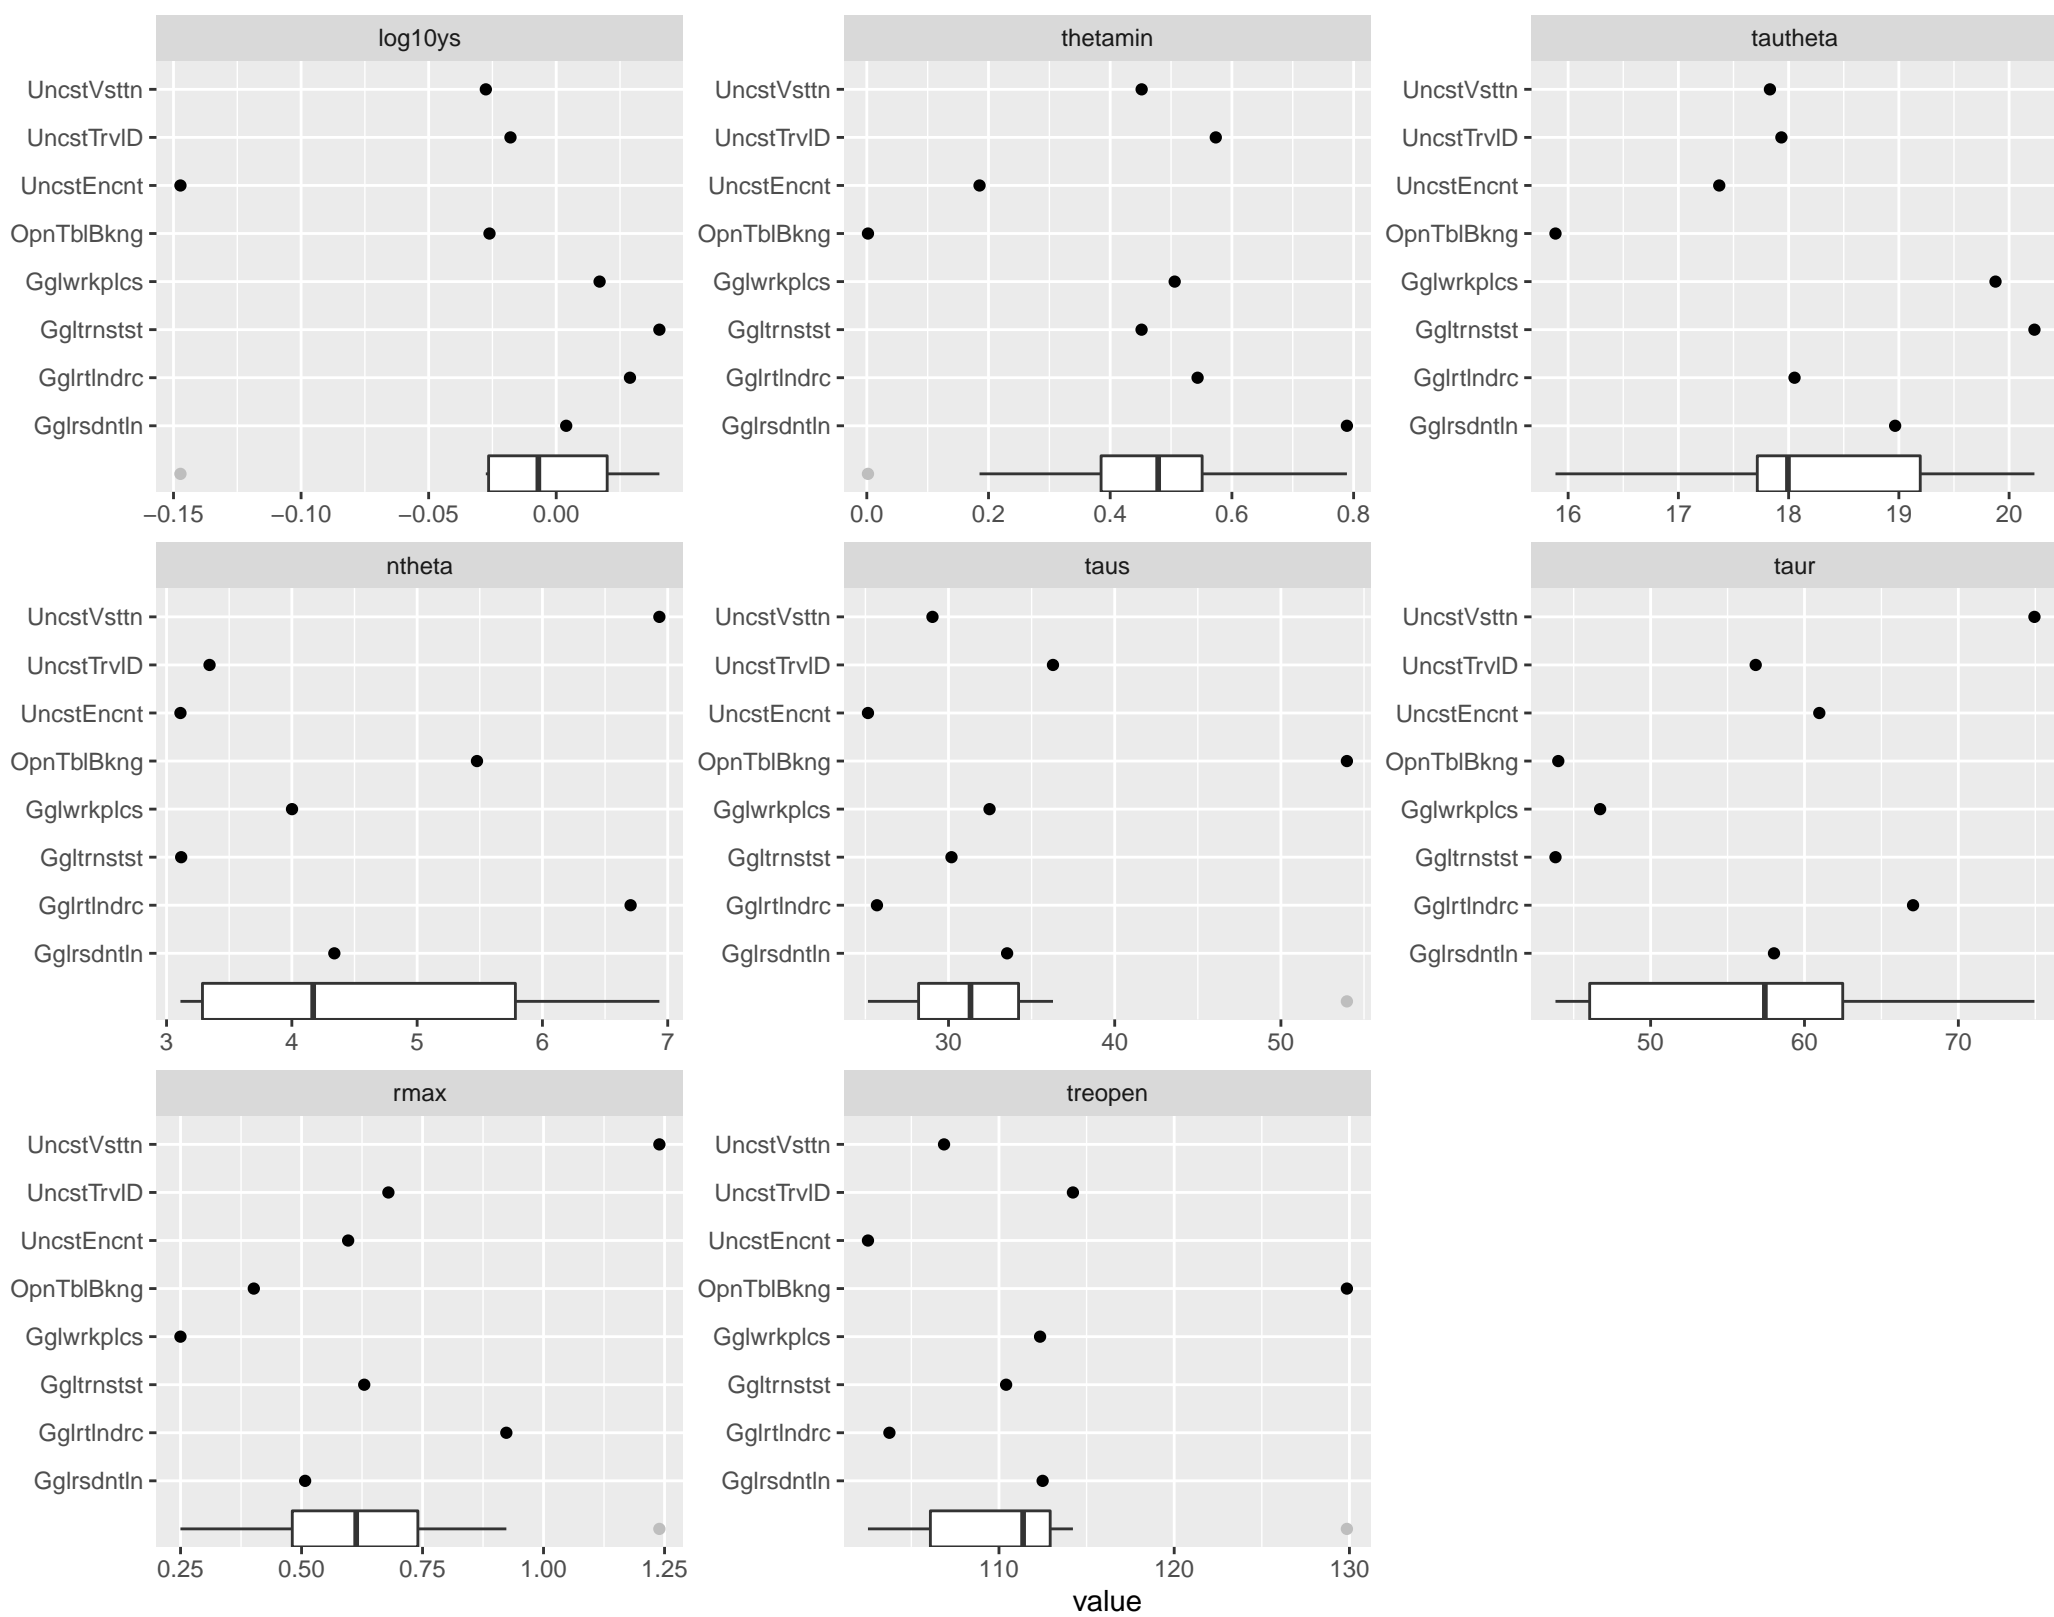 log10ys
thetamin
tautheta
UncstVsttn
UncstTrvlD
UncstEncnt
OpnTblBkng
Gglwrkplcs
Ggltrnstst
Gglrtlndrc
Gglrsdntln
−0.15 −0.10 −0.05 0.00
UncstVsttn
UncstTrvlD
UncstEncnt
OpnTblBkng
Gglwrkplcs
Ggltrnstst
Gglrtlndrc
Gglrsdntln
0.0 0.2 0.4 0.6 0.8
UncstVsttn
UncstTrvlD
UncstEncnt
OpnTblBkng
Gglwrkplcs
Ggltrnstst
Gglrtlndrc
Gglrsdntln
16 17 18 19 20
ntheta
taus
taur
UncstVsttn
UncstTrvlD
UncstEncnt
OpnTblBkng
Gglwrkplcs
Ggltrnstst
Gglrtlndrc
Gglrsdntln
3 4 5 6 7
UncstVsttn
UncstTrvlD
UncstEncnt
OpnTblBkng
Gglwrkplcs
Ggltrnstst
Gglrtlndrc
Gglrsdntln
30 40 50
UncstVsttn
UncstTrvlD
UncstEncnt
OpnTblBkng
Gglwrkplcs
Ggltrnstst
Gglrtlndrc
Gglrsdntln
50 60 70
rmax
treopen
UncstVsttn
UncstTrvlD
UncstEncnt
OpnTblBkng
Gglwrkplcs
Ggltrnstst
Gglrtlndrc
Gglrsdntln
0.25 0.50 0.75 1.00 1.25
UncstVsttn
UncstTrvlD
UncstEncnt
OpnTblBkng
Gglwrkplcs
Ggltrnstst
Gglrtlndrc
Gglrsdntln
110 120 130
value